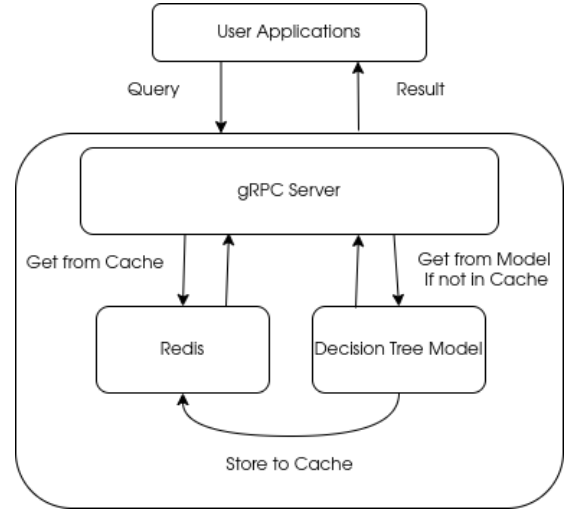 User Applications
Query
Result
gRPC Server
Get from Cache
Get from Model
If not in Cache
Redis
Decision Tree Model
Store to Cache